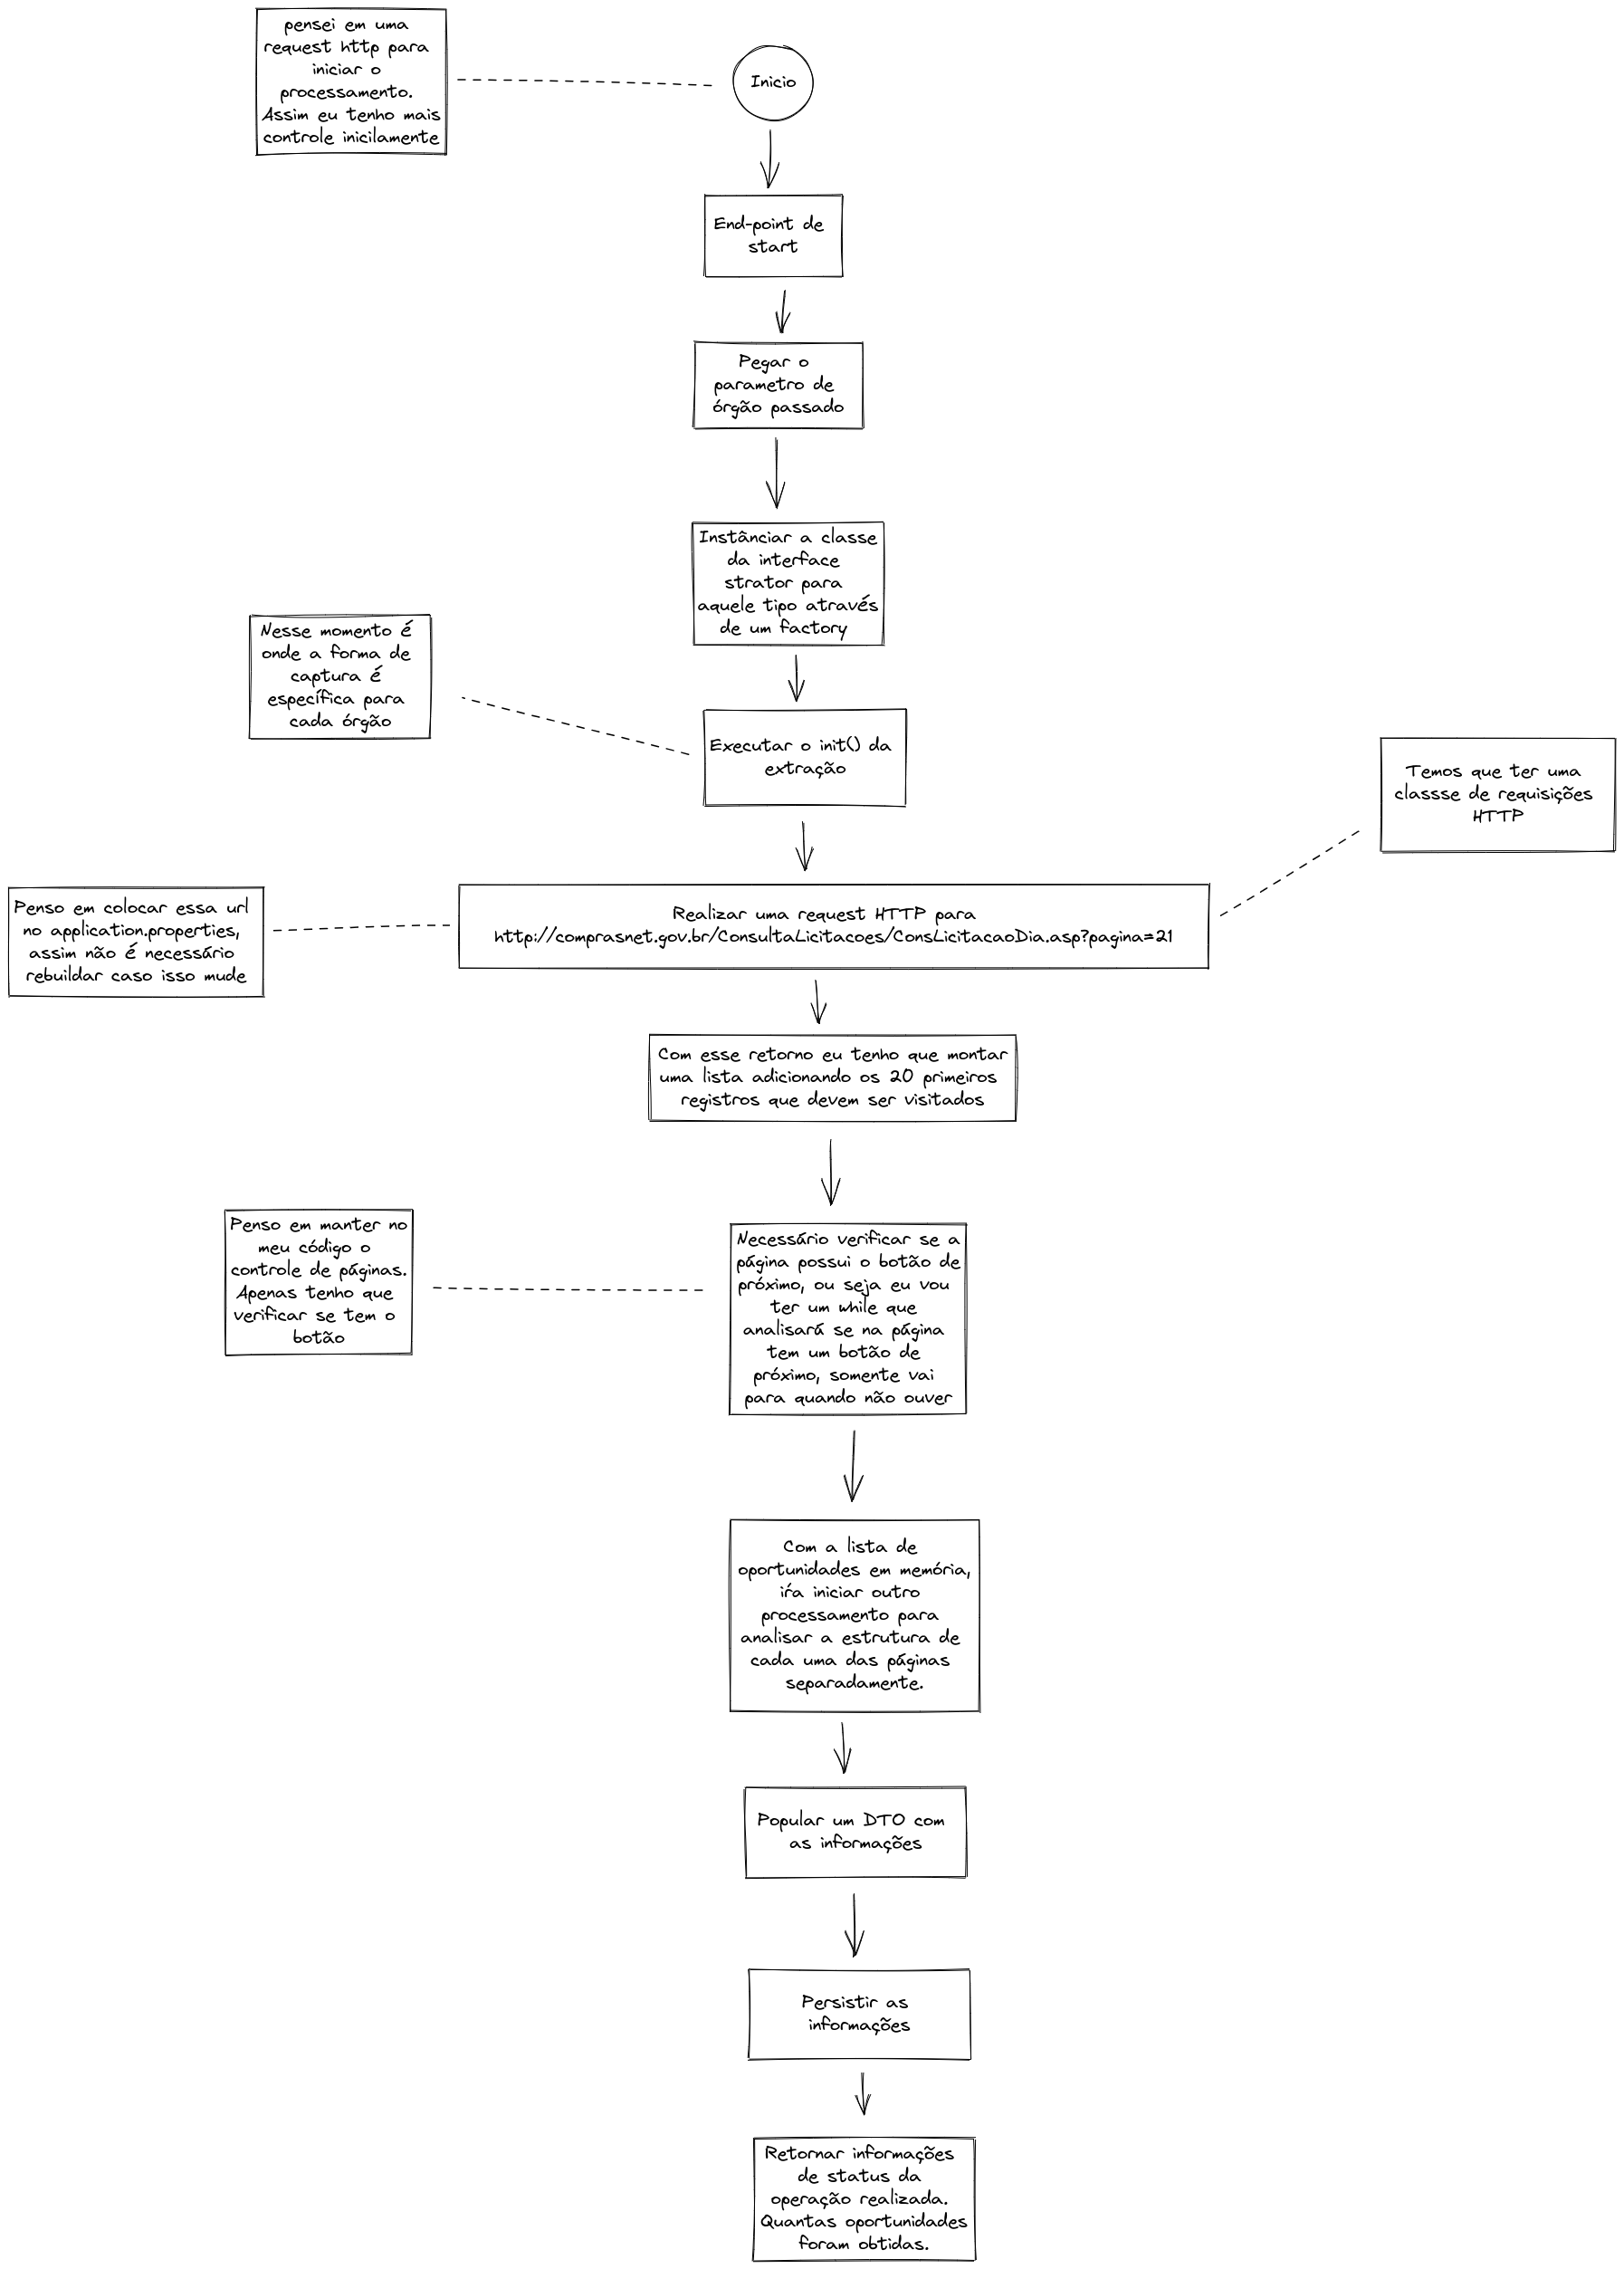 pensei em uma
request http para
iniciar o
processamento.
Assim eu tenho mais
controle inicilamente
Inicio
End-point de
start
Pegar o
parametro de
órgão passado
Instânciar a classe
da interface
strator para
aquele tipo através
de um factory
Nesse momento é
onde a forma de
captura é
específica para
cada órgão
Executar o init() da
extração
Temos que ter uma
classse de requisições
HTTP
Penso em colocar essa url
no application.properties,
assim não é necessário
rebuildar caso isso mude
Realizar uma request HTTP para
http://comprasnet.gov.br/ConsultaLicitacoes/ConsLicitacaoDia.asp?pagina=21
Com esse retorno eu tenho que montar
uma lista adicionando os 20 primeiros
registros que devem ser visitados
Penso em manter no
meu código o
controle de páginas.
Apenas tenho que
verificar se tem o
botão
Necessário verificar se a
página possui o botão de
próximo, ou seja eu vou
ter um while que
analisará se na página
tem um botão de
próximo, somente vai
para quando não ouver
Com a lista de
oportunidades em memória,
iŕa iniciar outro
processamento para
analisar a estrutura de
cada uma das páginas
separadamente.
Popular um DTO com
as informações
Persistir as
informações
Retornar informações
de status da
operação realizada.
Quantas oportunidades
foram obtidas.